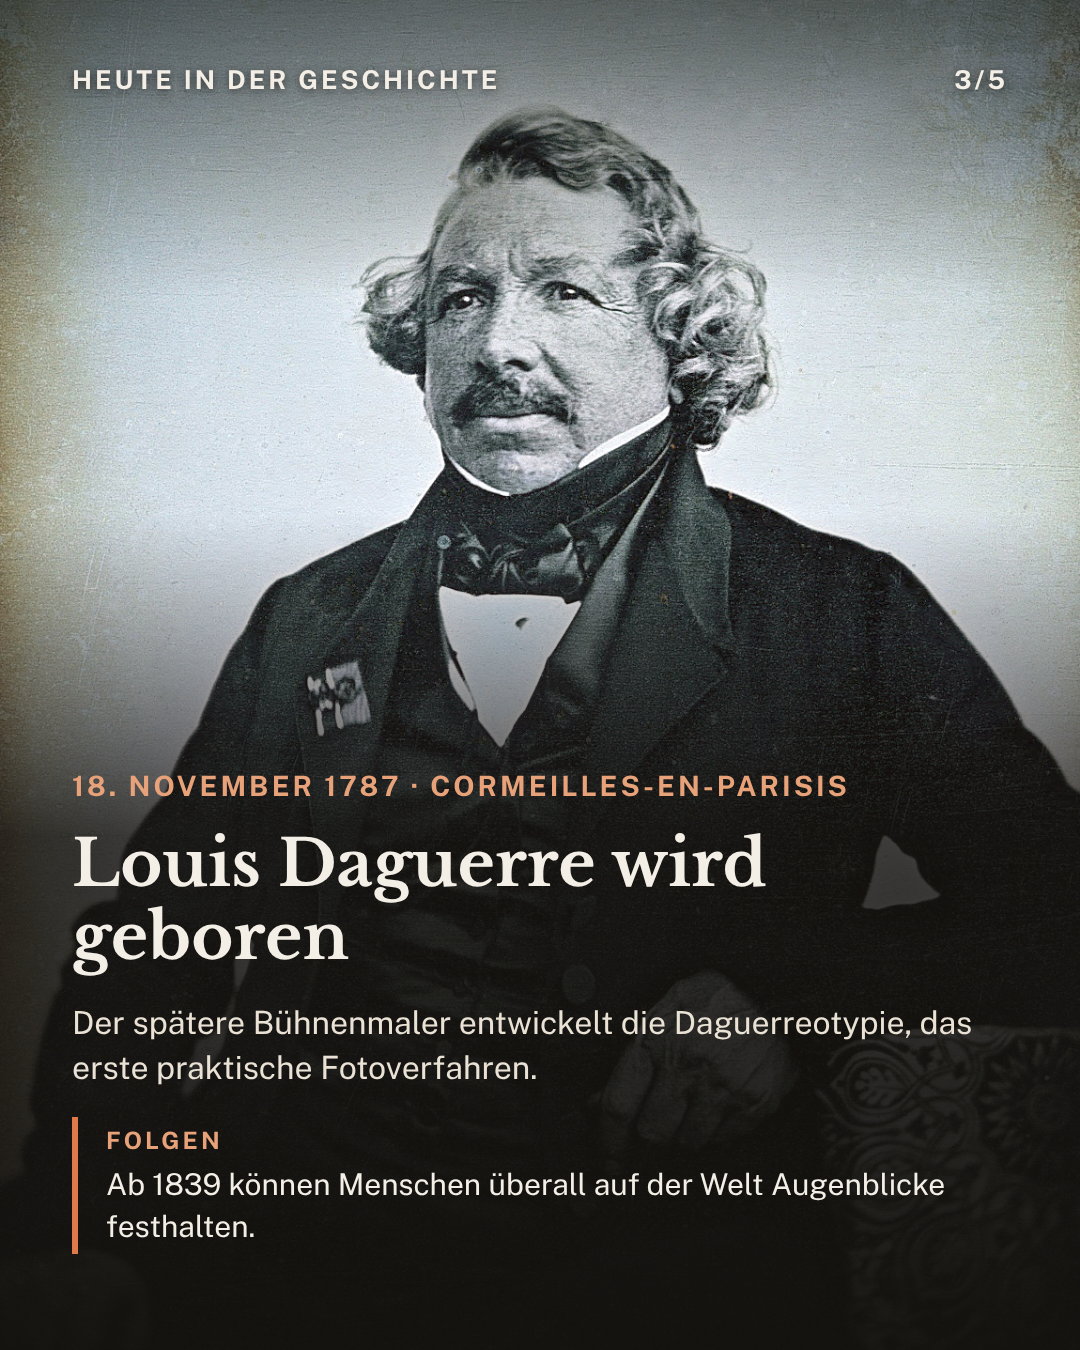 HEUTE IN DER GESCHICHTE
3/5
18. NOVEMBER 1787 · CORMEILLES-EN-PARISIS
Louis Daguerre wird
geboren
Der spätere Bühnenmaler entwickelt die Daguerreotypie, das
erste praktische Fotoverfahren.
FOLGEN
Ab 1839 können Menschen überall auf der Welt Augenblicke
festhalten.